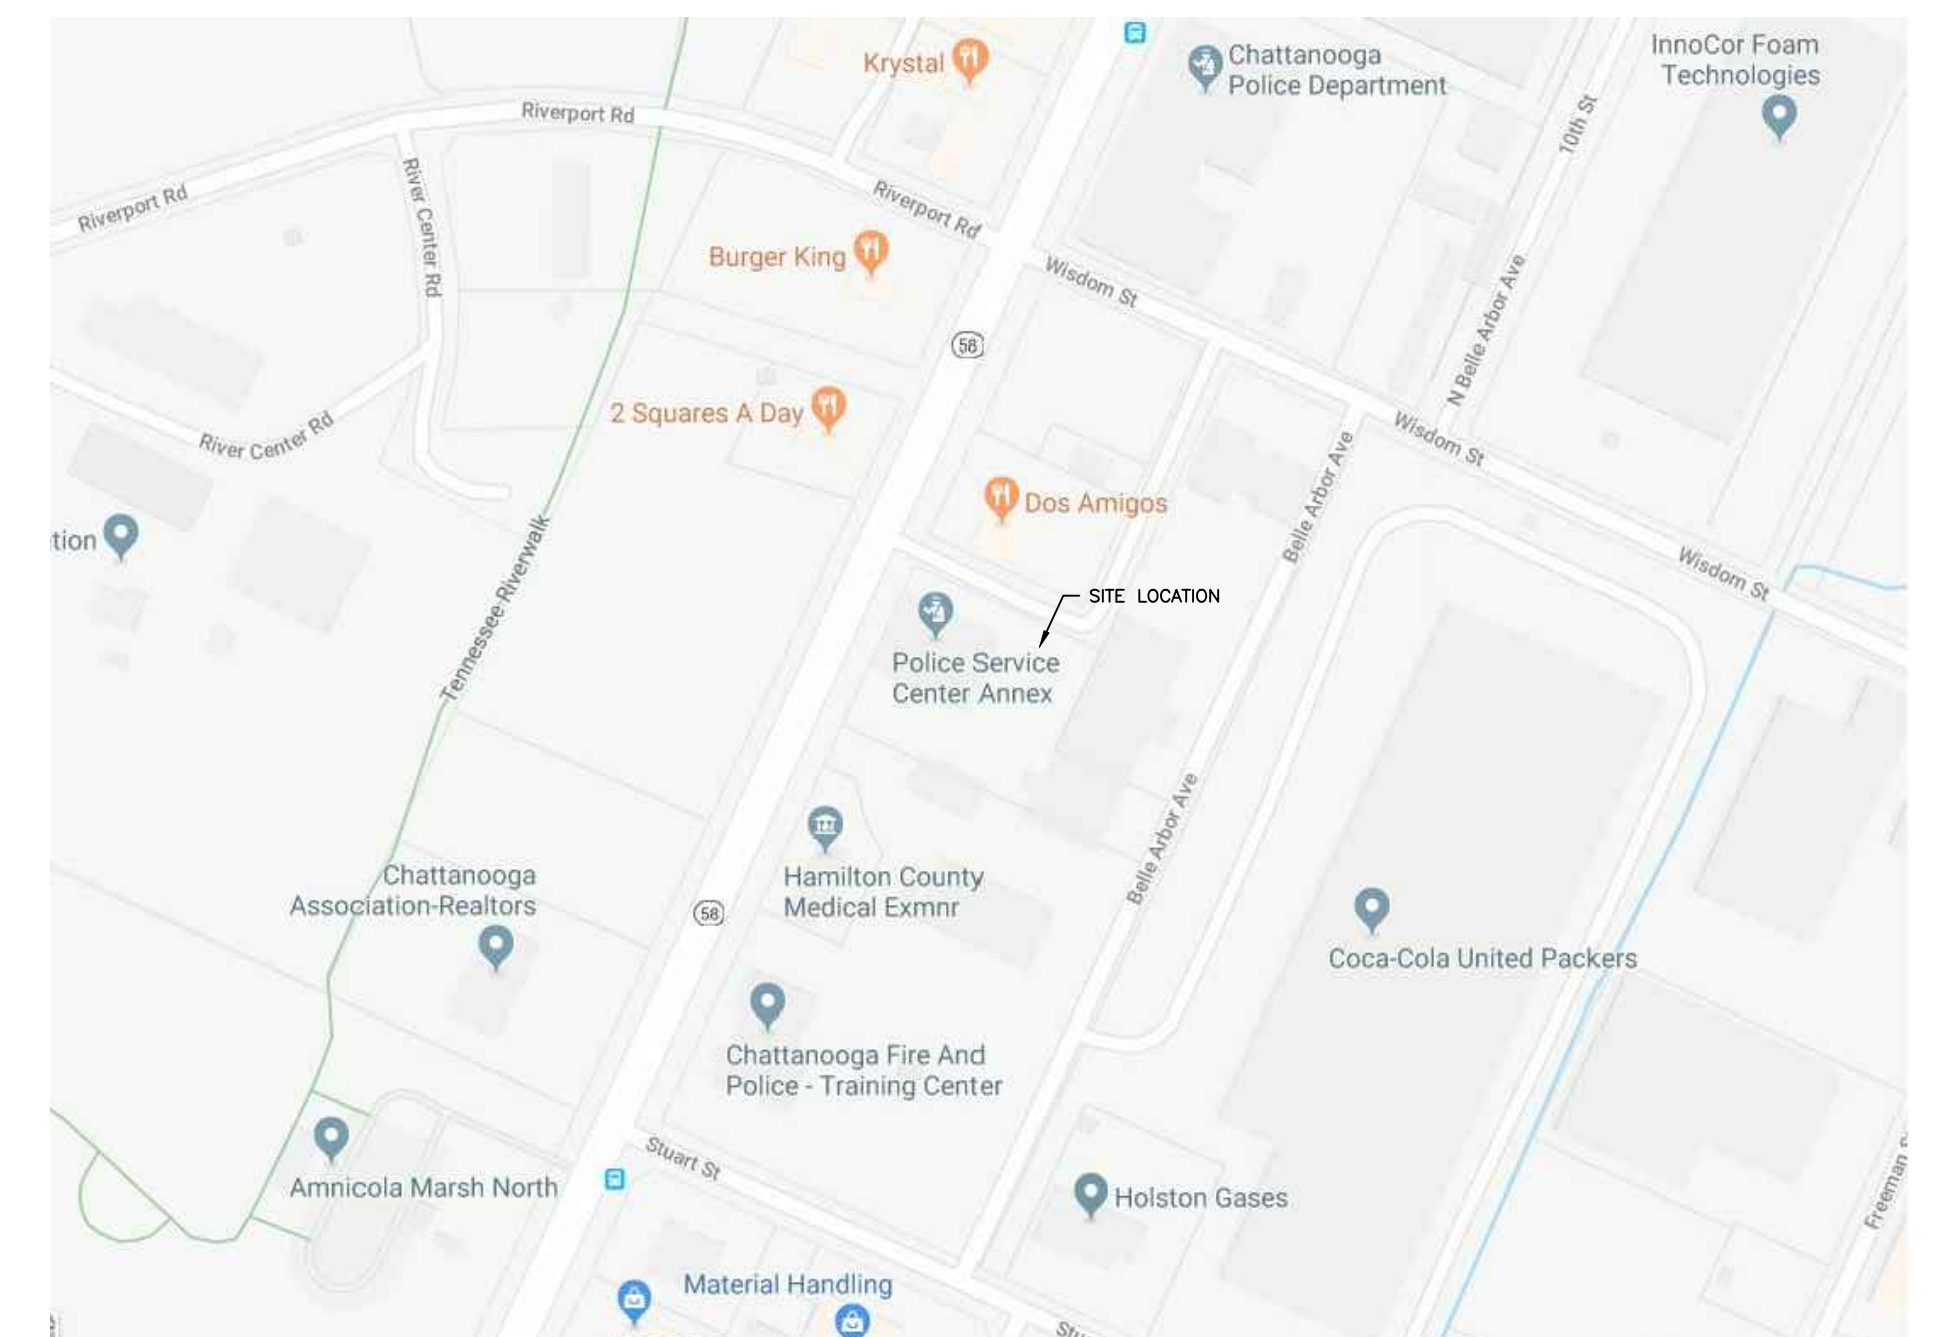 Krystal
Chattanooga
Police Department
InnoCor Foam
Technologies
Riverport Rd
10th St
Riverport Rd
River Center Rd
Riverport Rd
Burger King
Wisdom St
N Belle Arbor Ave
58
2 Squares A Day
River Center Rd
Wisdom St
Belle Arbor Ave
Dos Amigos
tion
Wisdom St
Tennessee Riverwalk
SITE LOCATION
Police Service
Center Annex
Belle Arbor Ave
Hamilton County
Medical Exmnr
Chattanooga
Association-Realtors
58
Coca-Cola United Packers
Chattanooga Fire And
Police - Training Center
Stuart St
Amnicola Marsh North
Holston Gases
Freeman
Material Handling
Stu